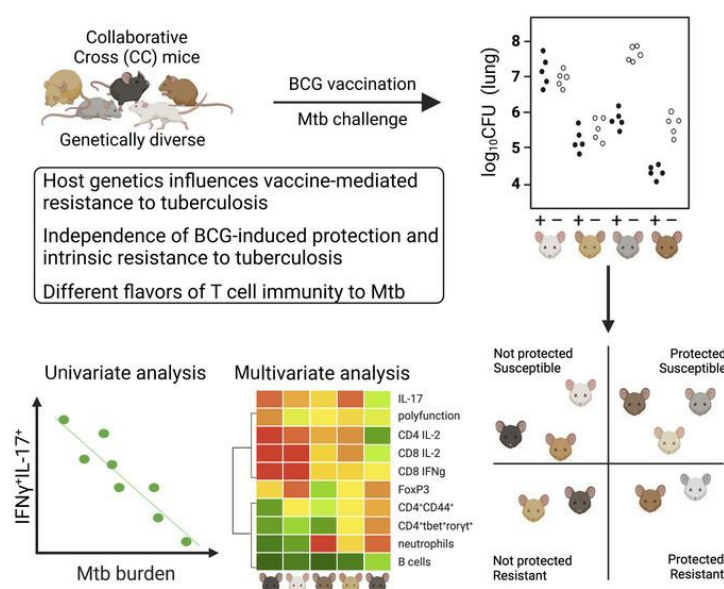 Collaborative
Cross (CC) mice
Genetically diverse
BCG vaccination
Mtb challenge
log₁₀CFU (lung)
8
7
6
5
4
+ − + − + − + −
Host genetics influences vaccine-mediated
resistance to tuberculosis
Independence of BCG-induced protection and
intrinsic resistance to tuberculosis
Different flavors of T cell immunity to Mtb
Univariate analysis
IFNγ⁺IL-17⁺
Mtb burden
Multivariate analysis
IL-17
polyfunction
CD4 IL-2
CD8 IL-2
CD8 IFNg
FoxP3
CD4⁺CD44⁺
CD4⁺tbet⁺rorγt⁺
neutrophils
B cells
Not protected
Susceptible
Protected
Susceptible
Not protected
Resistant
Protected
Resistant